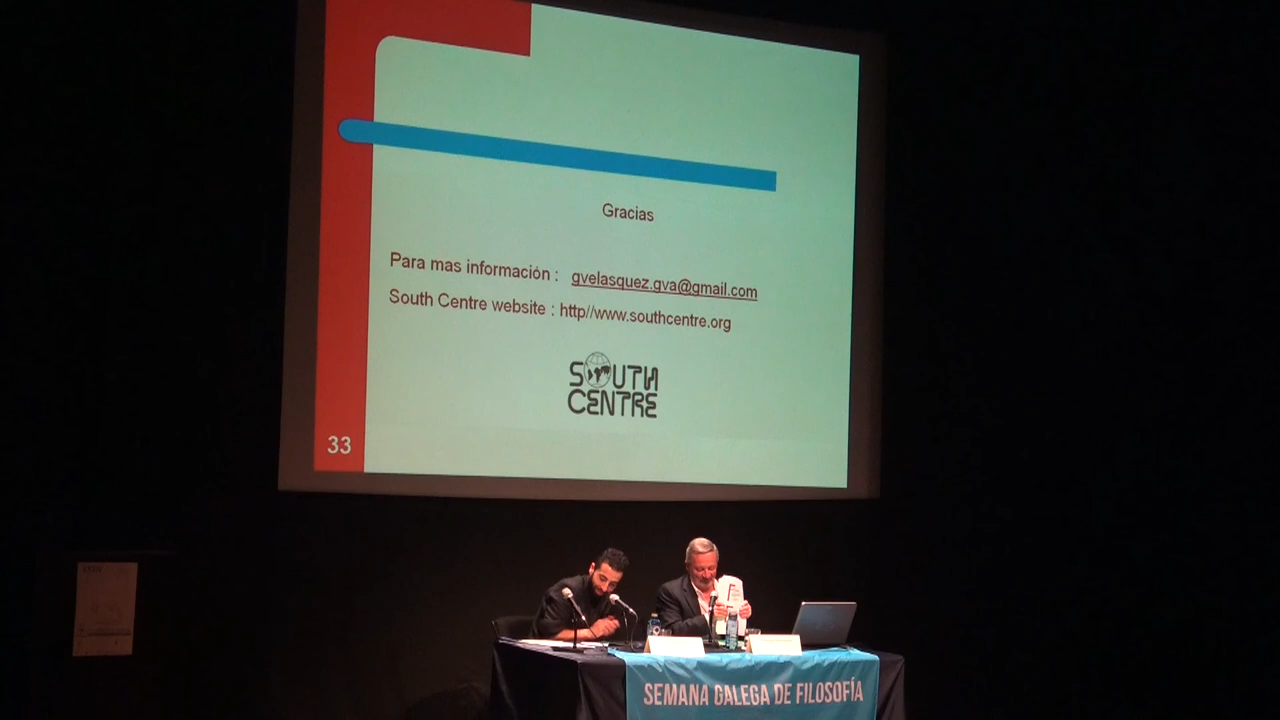 Gracias
Para mas información : gvelasquez.gva@gmail.com
South Centre website : http//www.southcentre.org
SOUTH
CENTRE
33
SEMANA GALEGA DE FILOSOFÍA